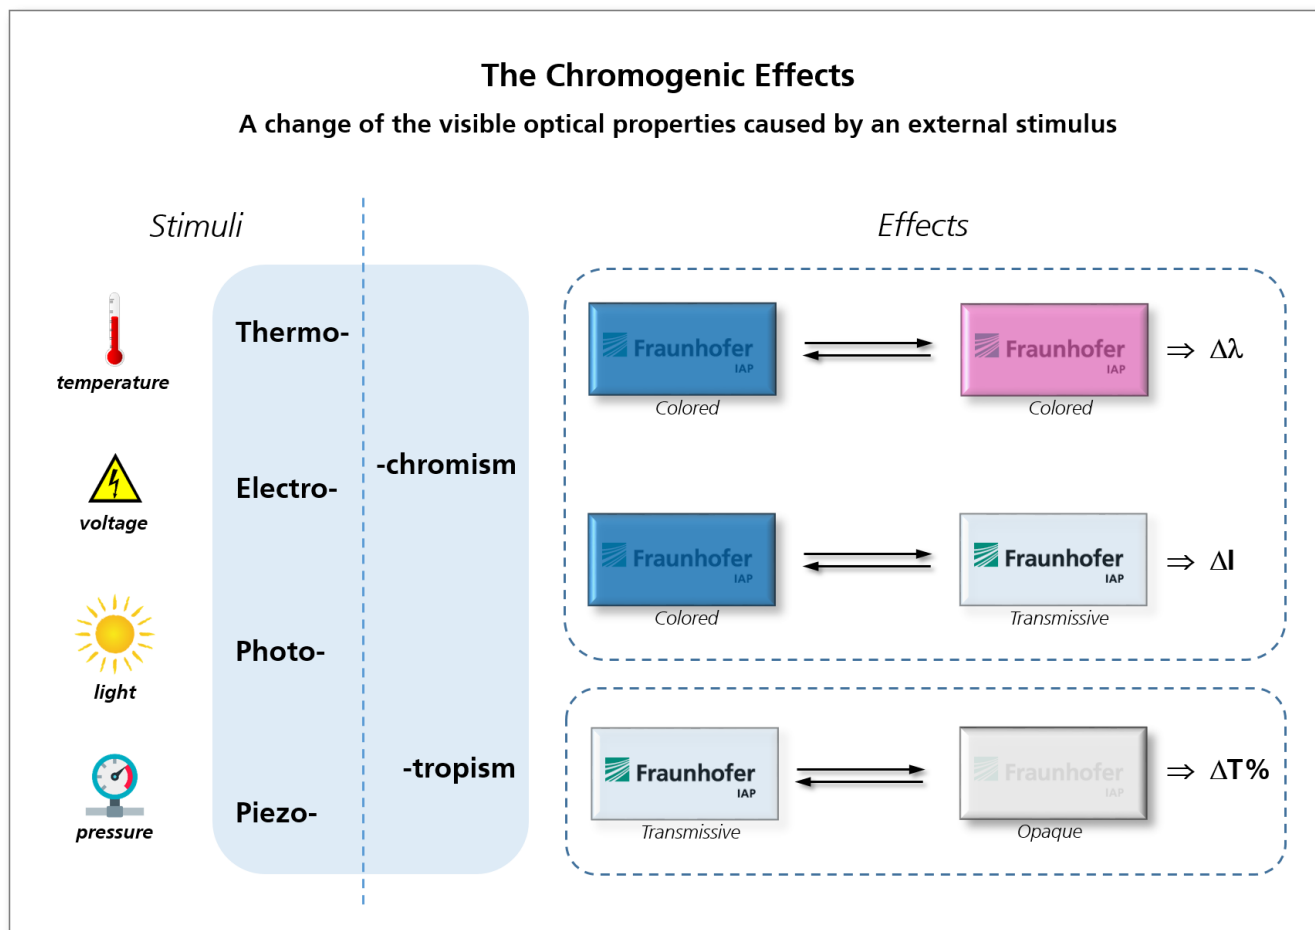 The Chromogenic Effects
A change of the visible optical properties caused by an external stimulus
Stimuli
Effects
temperature
Thermo-
Fraunhofer
IAP
Colored
Fraunhofer
IAP
Colored
⇒ Δλ
voltage
Electro-
-chromism
Fraunhofer
IAP
Colored
Fraunhofer
IAP
Transmissive
⇒ ΔI
light
Photo-
pressure
Piezo-
-tropism
Fraunhofer
IAP
Transmissive
Fraunhofer
IAP
Opaque
⇒ ΔT%